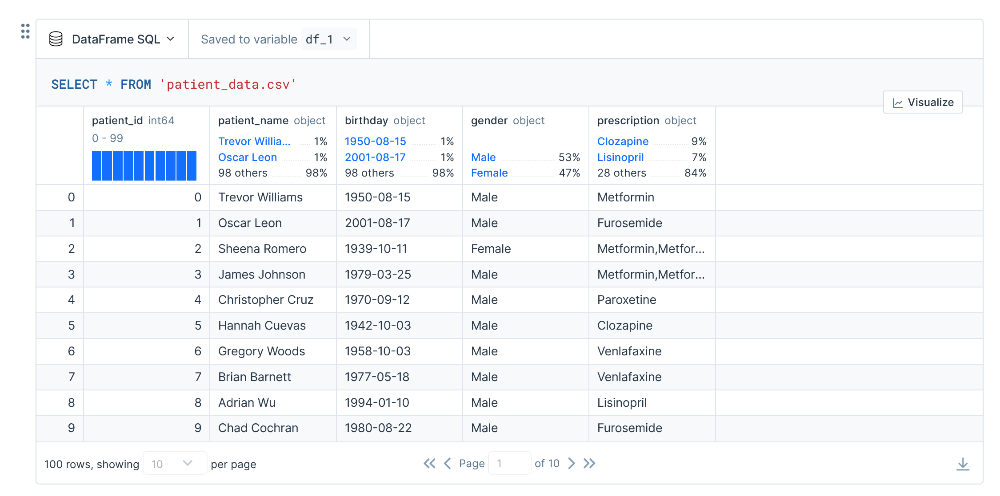 DataFrame SQL Saved to variable df_1
SELECT * FROM 'patient_data.csv'
Visualize
patient_id int64 patient_name object birthday object gender object prescription object
0 - 99 Trevor Willia... 1% 1950-08-15 1% Clozapine 9%
Oscar Leon 1% 2001-08-17 1% Male 53% Lisinopril 7%
98 others 98% 98 others 98% Female 47% 28 others 84%
0 0 Trevor Williams 1950-08-15 Male Metformin
1 1 Oscar Leon 2001-08-17 Male Furosemide
2 2 Sheena Romero 1939-10-11 Female Metformin,Metfor...
3 3 James Johnson 1979-03-25 Male Metformin,Metfor...
4 4 Christopher Cruz 1970-09-12 Male Paroxetine
5 5 Hannah Cuevas 1942-10-03 Male Clozapine
6 6 Gregory Woods 1958-10-03 Male Venlafaxine
7 7 Brian Barnett 1977-05-18 Male Venlafaxine
8 8 Adrian Wu 1994-01-10 Male Lisinopril
9 9 Chad Cochran 1980-08-22 Male Furosemide
100 rows, showing 10 per page Page 1 of 10